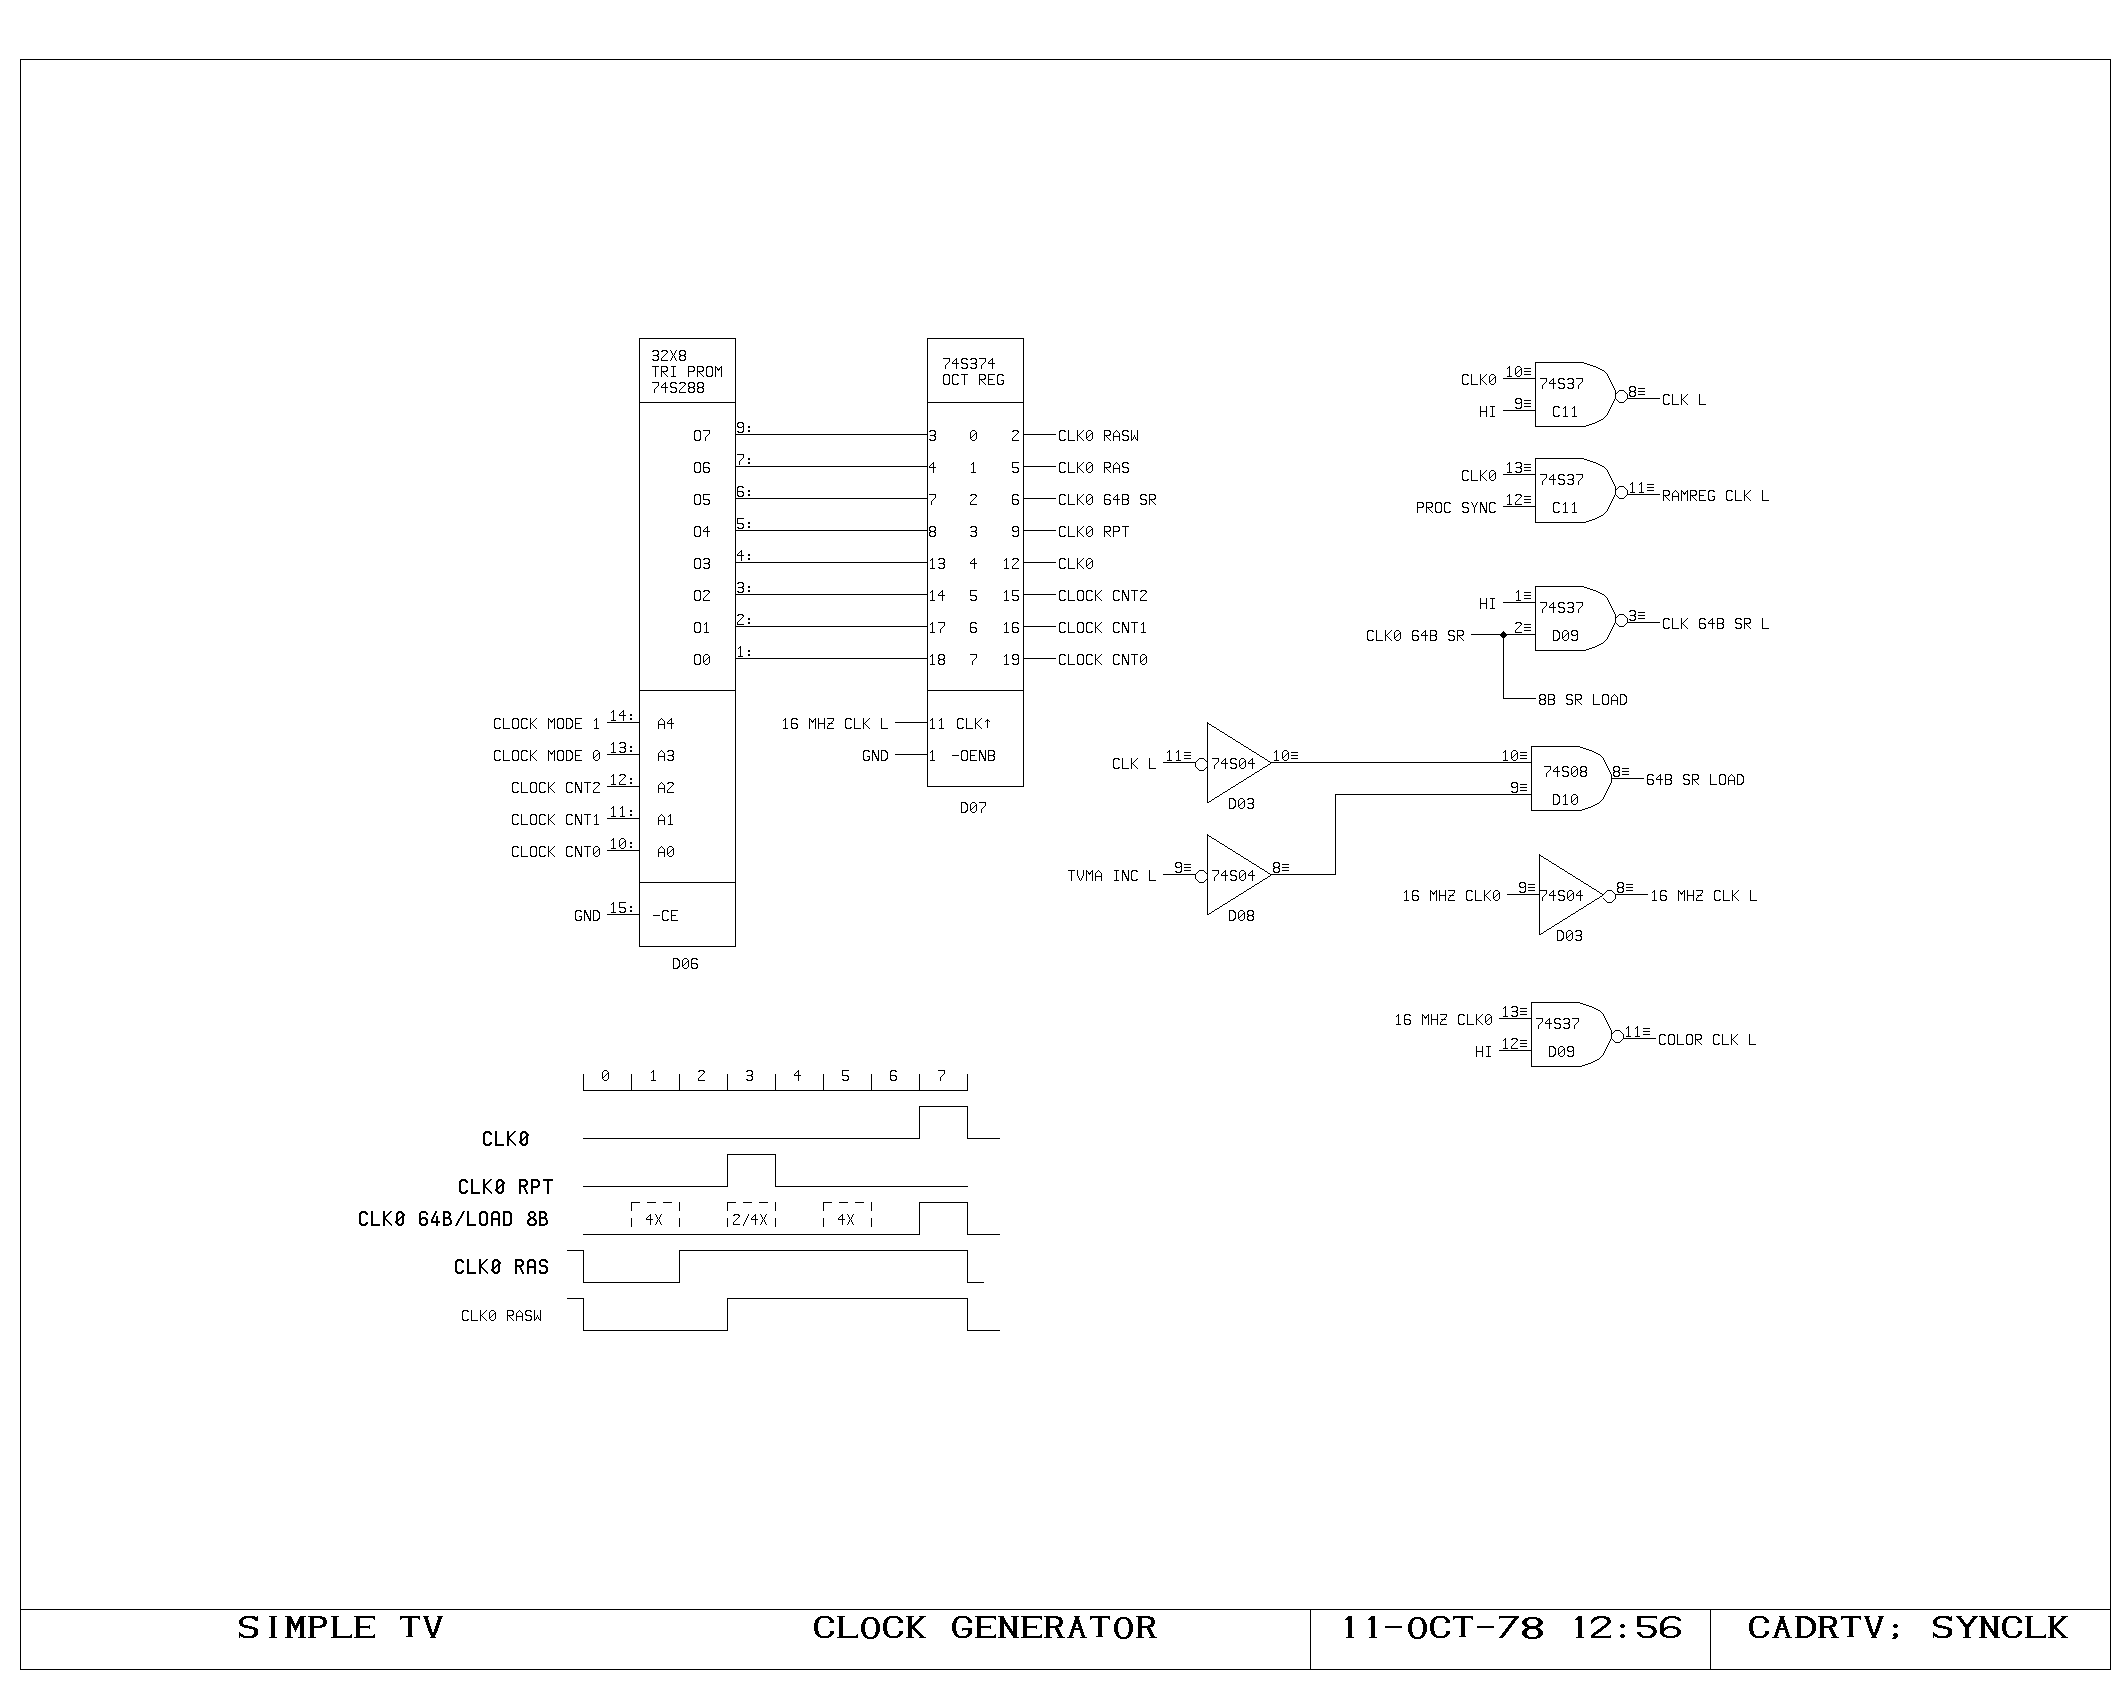 32X8
TRI PROM
74S288
O7 9:
O6 7:
O5 6:
O4 5:
O3 4:
O2 3:
O1 2:
O0 1:
CLOCK MODE 1 14: A4
CLOCK MODE 0 13: A3
CLOCK CNT2 12: A2
CLOCK CNT1 11: A1
CLOCK CNT0 10: A0
GND 15: -CE
D06
74S374
OCT REG
3 0 2 CLK0 RASW
4 1 5 CLK0 RAS
7 2 6 CLK0 64B SR
8 3 9 CLK0 RPT
13 4 12 CLK0
14 5 15 CLOCK CNT2
17 6 16 CLOCK CNT1
18 7 19 CLOCK CNT0
16 MHZ CLK L 11 CLK↑
GND 1 -OENB
D07
CLK0 10≡ 74S37 8≡ CLK L
HI 9≡ C11
CLK0 13≡ 74S37 11≡ RAMREG CLK L
PROC SYNC 12≡ C11
HI 1≡ 74S37 3≡ CLK 64B SR L
CLK0 64B SR 2≡ D09
8B SR LOAD
CLK L 11≡ 74S04 10≡
D03
TVMA INC L 9≡ 74S04 8≡
D08
10≡ 74S08 8≡ 64B SR LOAD
9≡ D10
16 MHZ CLK0 9≡ 74S04 8≡ 16 MHZ CLK L
D03
16 MHZ CLK0 13≡ 74S37 11≡ COLOR CLK L
HI 12≡ D09
0 1 2 3 4 5 6 7
CLK0
CLK0 RPT
CLK0 64B/LOAD 8B 4X 2/4X 4X
CLK0 RAS
CLK0 RASW
SIMPLE TV CLOCK GENERATOR 11-OCT-78 12:56 CADRTV; SYNCLK